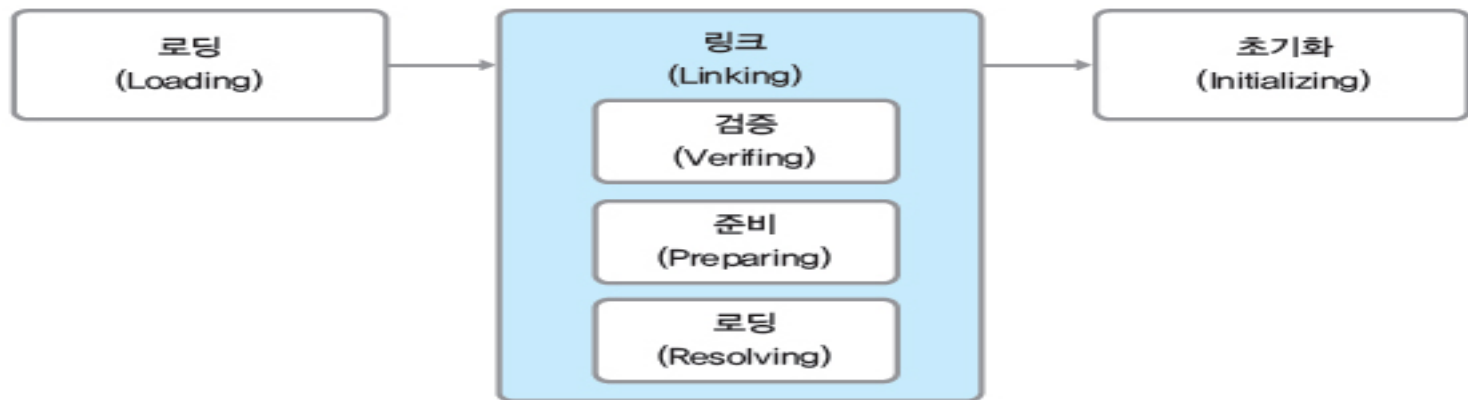 로딩
(Loading)
링크
(Linking)
검증
(Verifing)
준비
(Preparing)
로딩
(Resolving)
초기화
(Initializing)